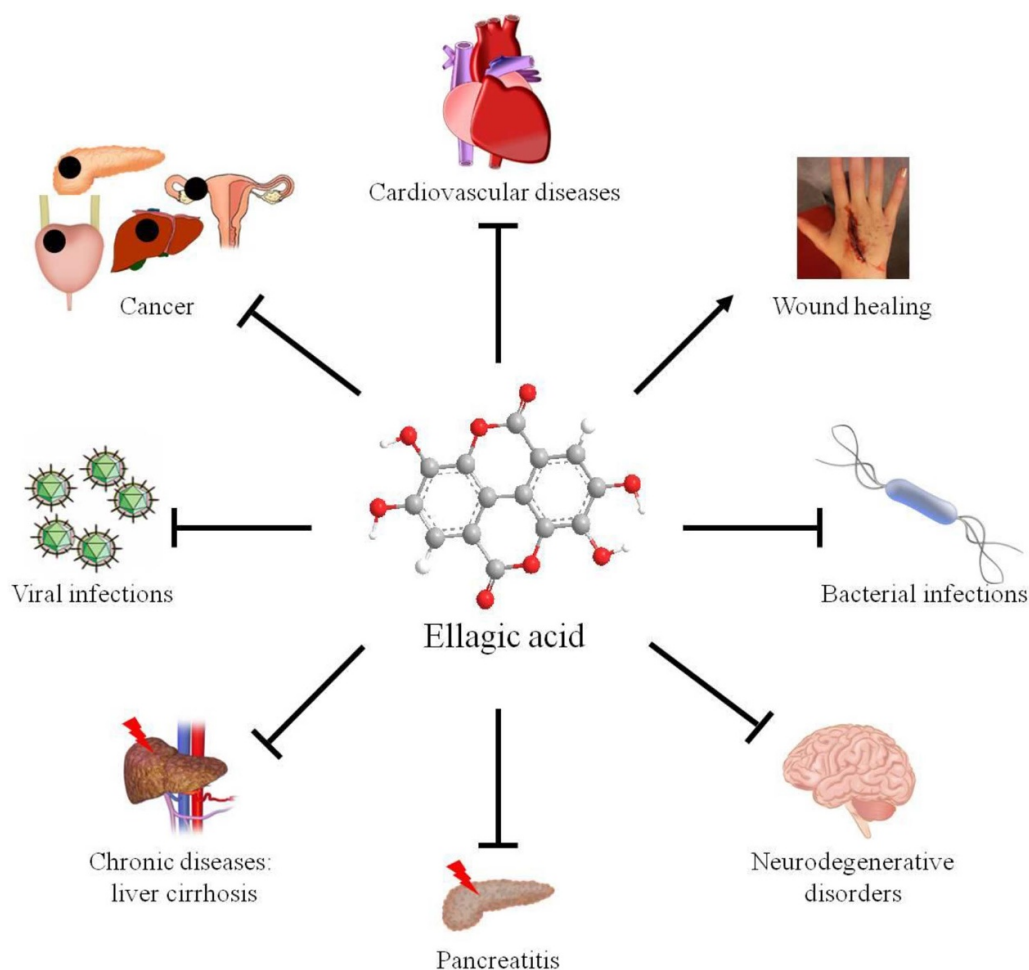 Cardiovascular diseases
Cancer
Wound healing
Viral infections
Ellagic acid
Bacterial infections
Chronic diseases:
liver cirrhosis
Pancreatitis
Neurodegenerative
disorders